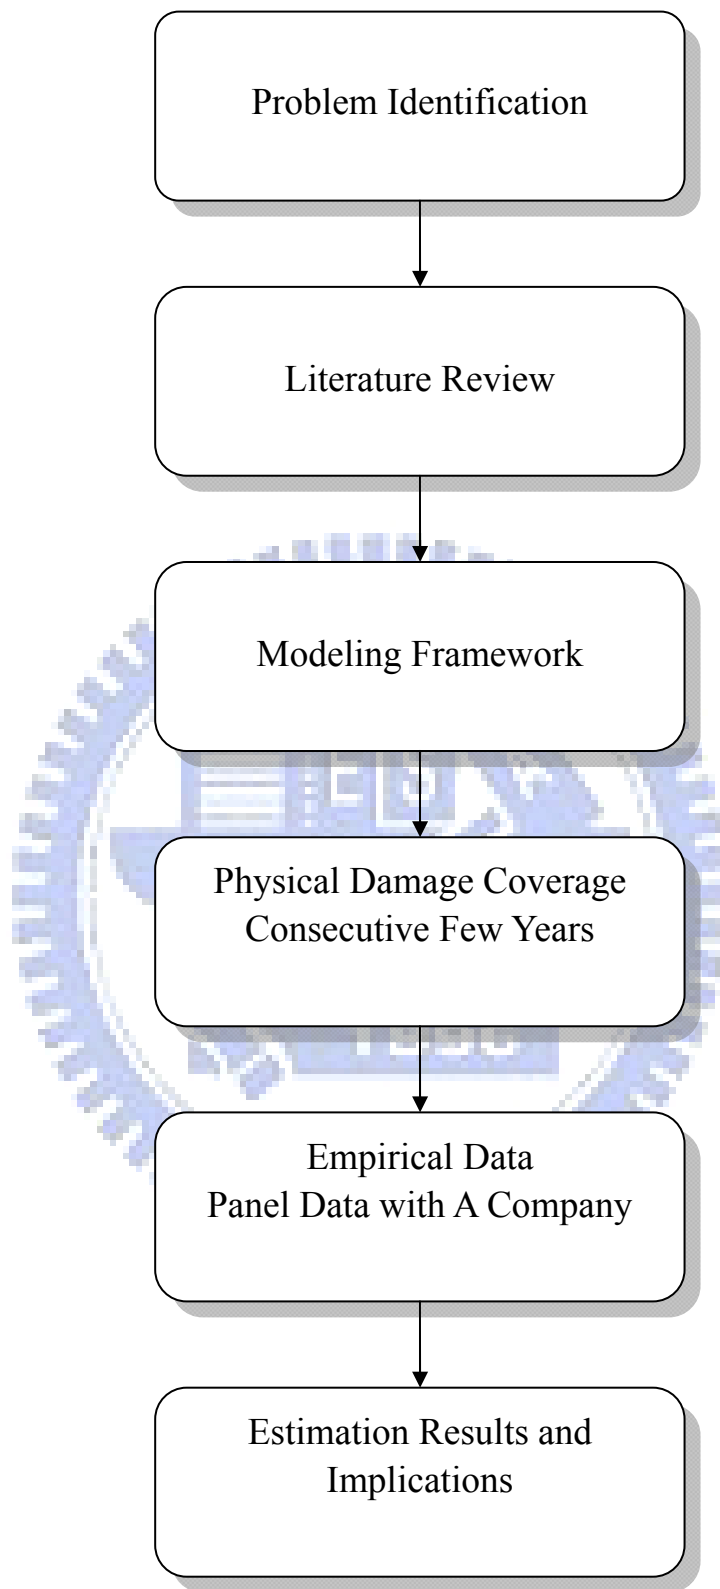 Problem Identification
Literature Review
Modeling Framework
Physical Damage Coverage
Consecutive Few Years
Empirical Data
Panel Data with A Company
Estimation Results and
Implications